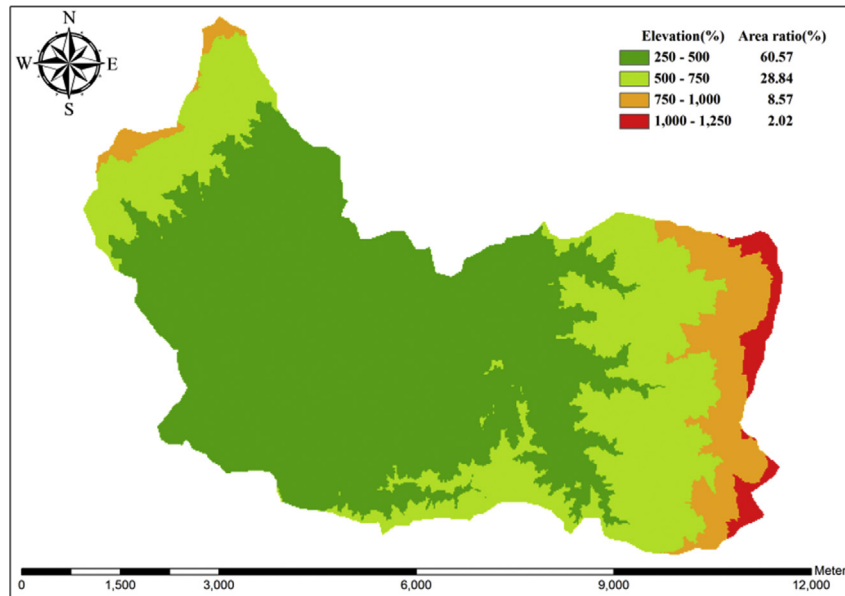 N
W E
S
Elevation(%) Area ratio(%)
250 - 500 60.57
500 - 750 28.84
750 - 1,000 8.57
1,000 - 1,250 2.02
Meter
0 1,500 3,000 6,000 9,000 12,000